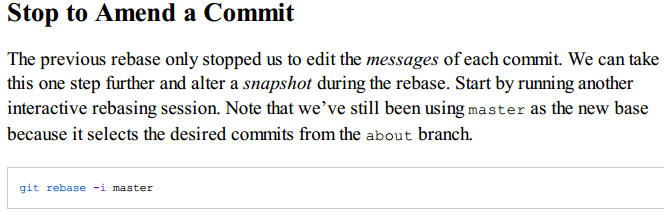 Stop to Amend a Commit
The previous rebase only stopped us to edit the messages of each commit. We can take
this one step further and alter a snapshot during the rebase. Start by running another
interactive rebasing session. Note that we’ve still been using master as the new base
because it selects the desired commits from the about branch.
git rebase -i master